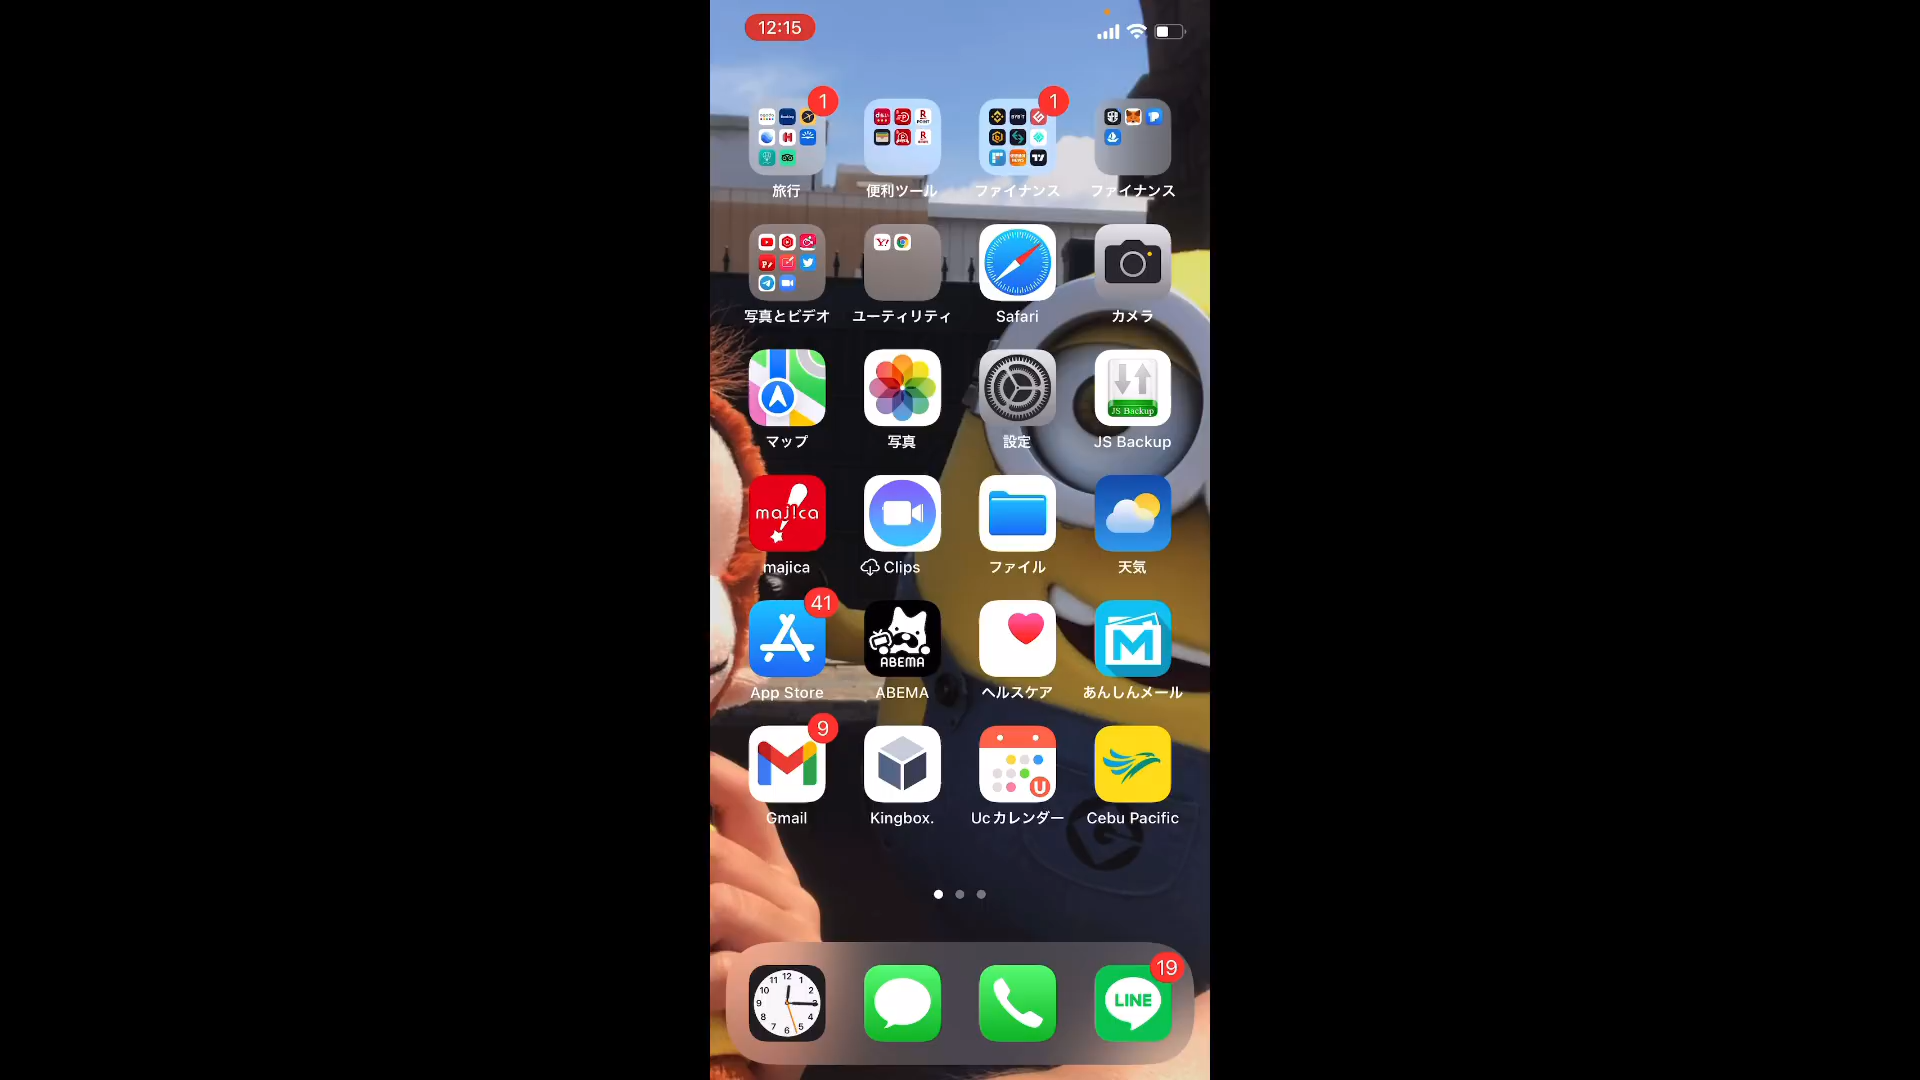 12:15
1
1
旅行
便利ツール
ファイナンス
ファイナンス
写真とビデオ
ユーティリティ
Safari
カメラ
JS Backup
マップ
写真
設定
JS Backup
maj!ca
majica
Clips
ファイル
天気
41
ABEMA
App Store
ABEMA
ヘルスケア
あんしんメール
9
Gmail
Kingbox.
Ucカレンダー
Cebu Pacific
19
LINE